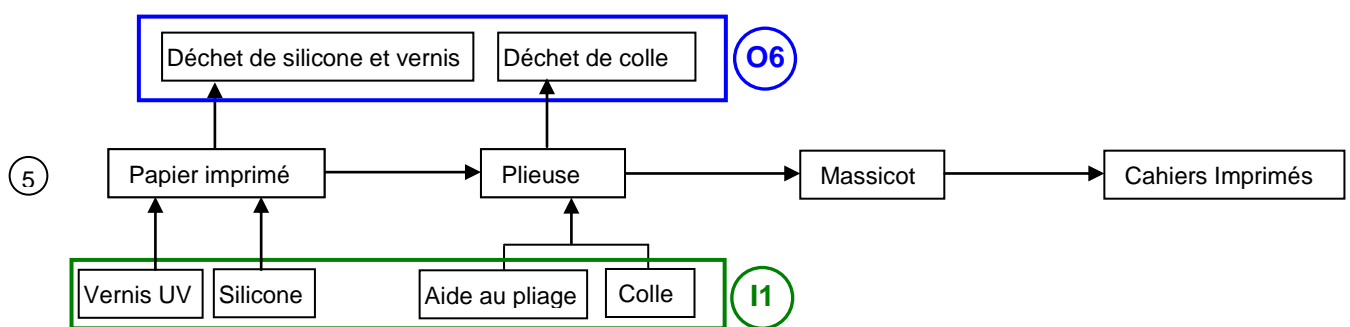 Déchet de silicone et vernis
Déchet de colle
O6
5
Papier imprimé
Plieuse
Massicot
Cahiers Imprimés
Vernis UV
Silicone
Aide au pliage
Colle
I1